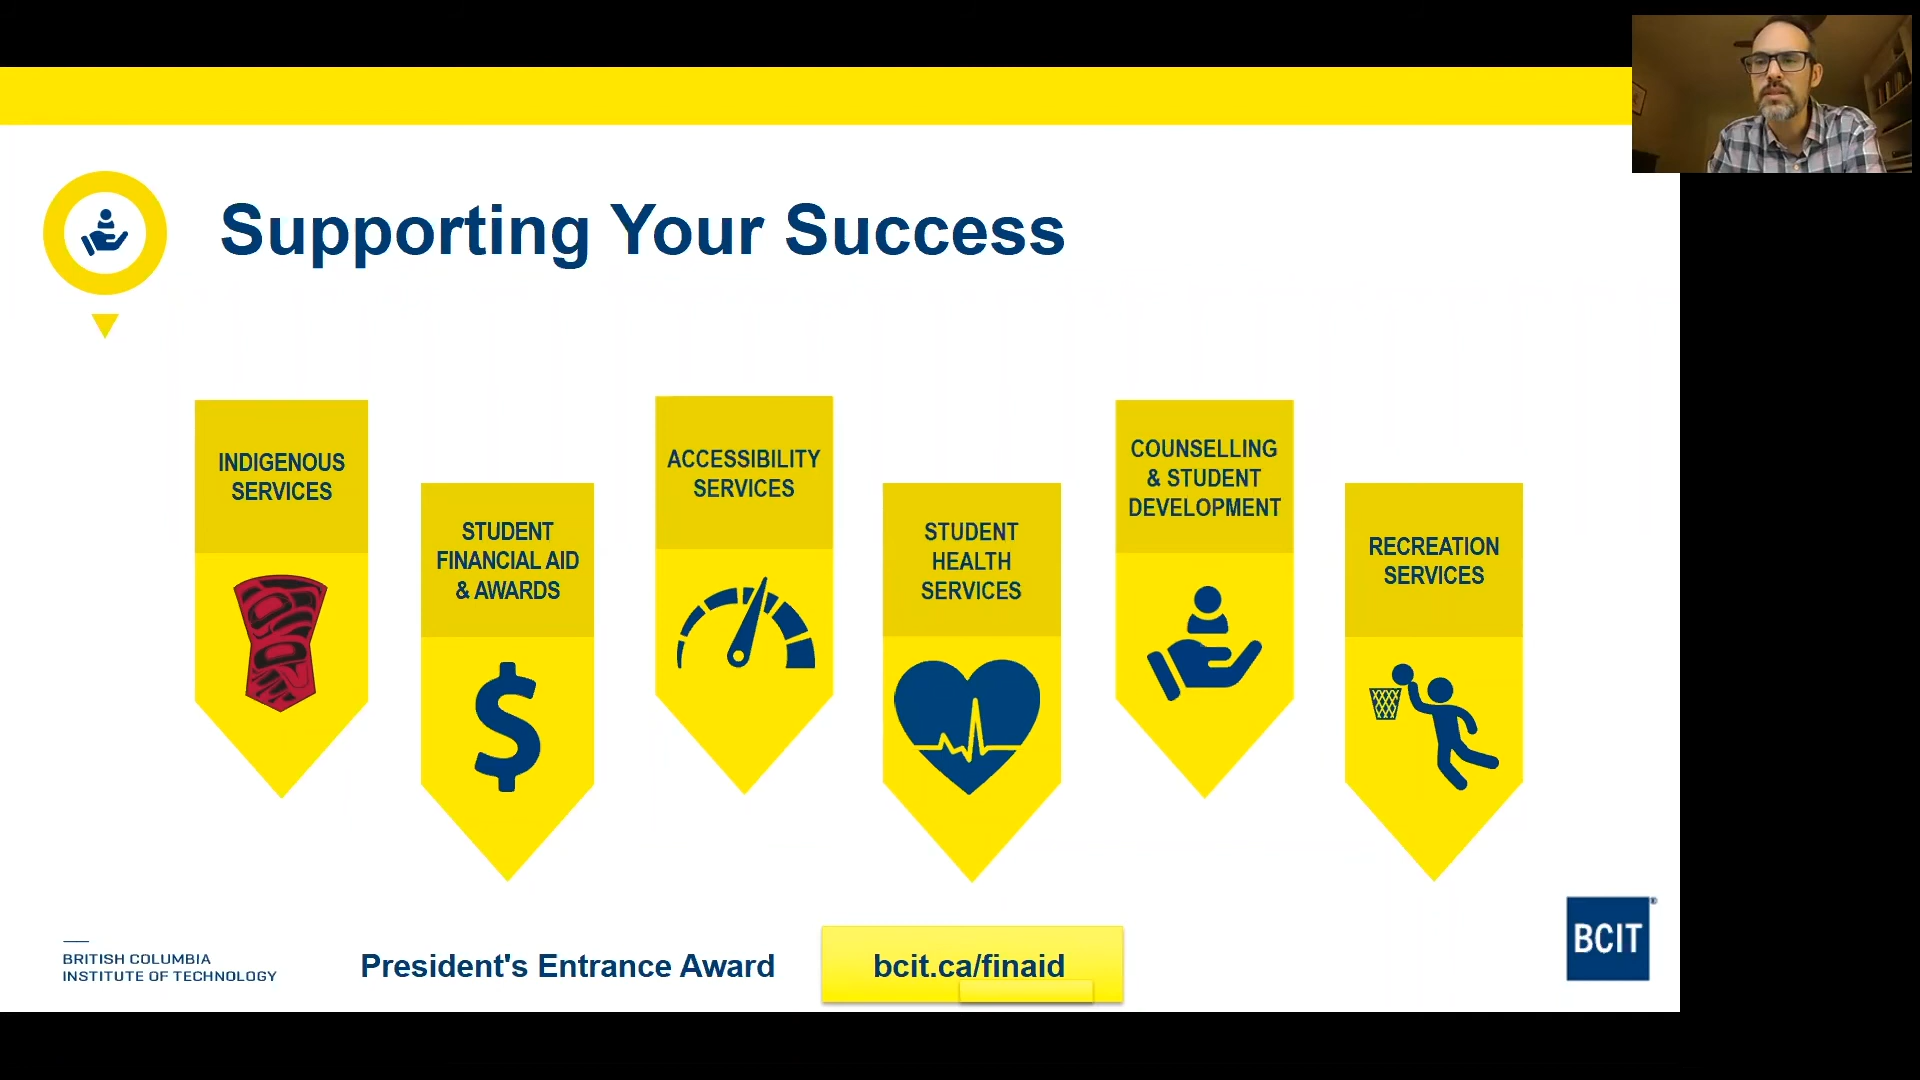 Supporting Your Success
INDIGENOUS
SERVICES
STUDENT
FINANCIAL AID
& AWARDS
ACCESSIBILITY
SERVICES
STUDENT
HEALTH
SERVICES
COUNSELLING
& STUDENT
DEVELOPMENT
RECREATION
SERVICES
BRITISH COLUMBIA
INSTITUTE OF TECHNOLOGY
President's Entrance Award
bcit.ca/finaid
BCIT®